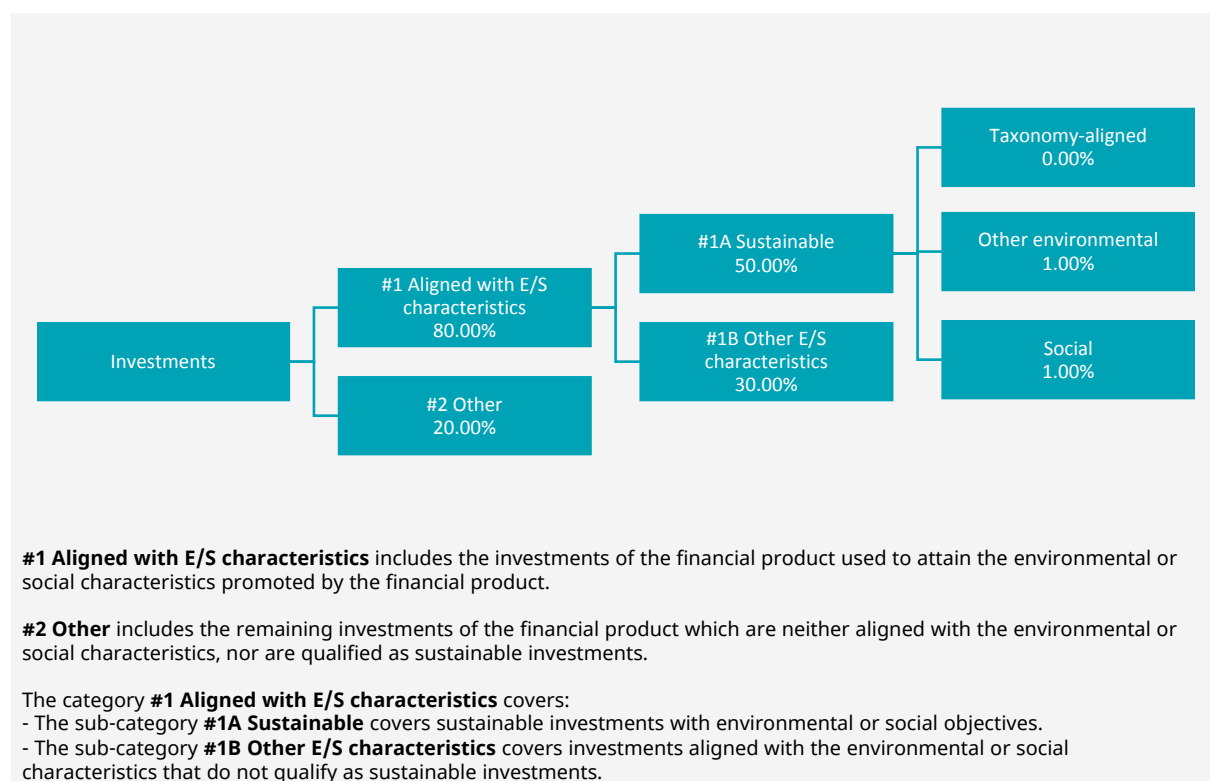 Taxonomy-aligned
0.00%
#1A Sustainable
50.00%
Other environmental
1.00%
#1 Aligned with E/S
characteristics
80.00%
Investments
#1B Other E/S
characteristics
30.00%
Social
1.00%
#2 Other
20.00%
#1 Aligned with E/S characteristics includes the investments of the financial product used to attain the environmental or
social characteristics promoted by the financial product.
#2 Other includes the remaining investments of the financial product which are neither aligned with the environmental or
social characteristics, nor are qualified as sustainable investments.
The category #1 Aligned with E/S characteristics covers:
- The sub-category #1A Sustainable covers sustainable investments with environmental or social objectives.
- The sub-category #1B Other E/S characteristics covers investments aligned with the environmental or social
characteristics that do not qualify as sustainable investments.